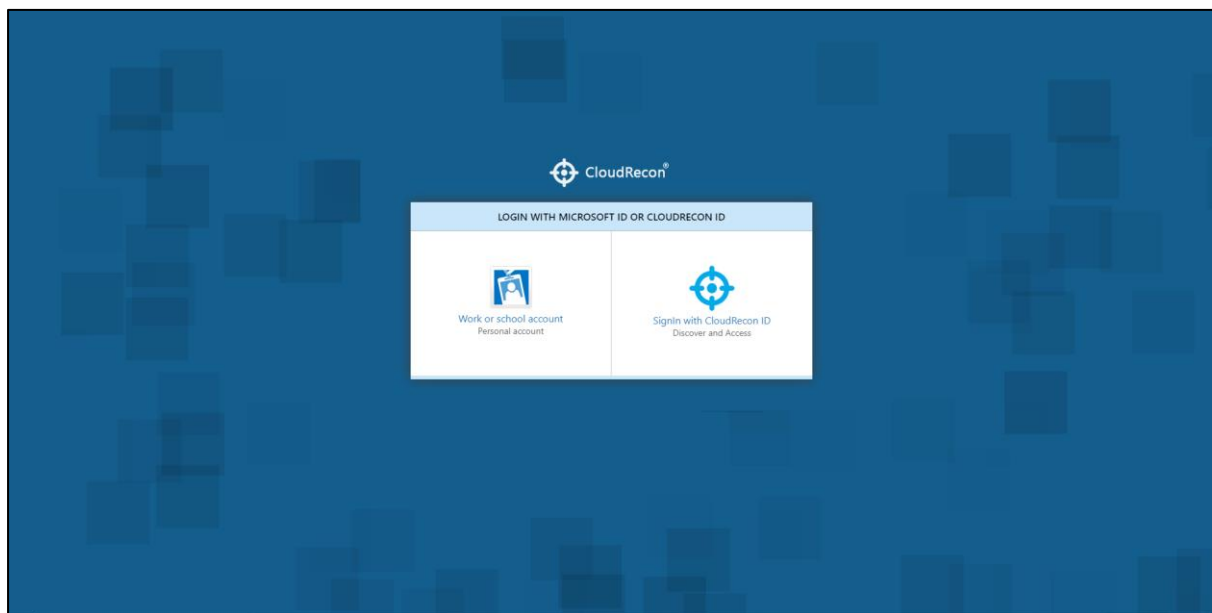 CloudRecon®
LOGIN WITH MICROSOFT ID OR CLOUDRECON ID
Work or school account
Personal account
SignIn with CloudRecon ID
Discover and Access